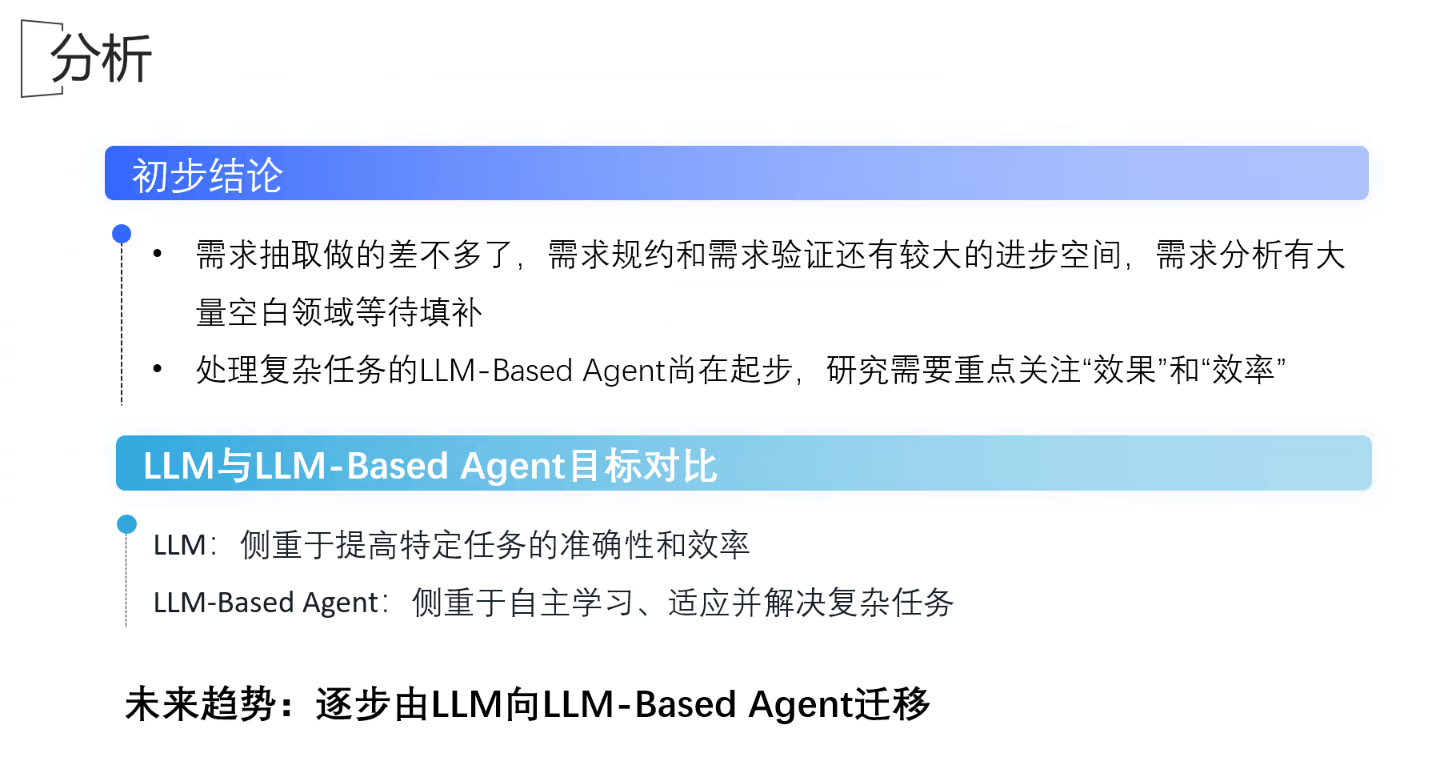 分析
初步结论
• 需求抽取做的差不多了，需求规约和需求验证还有较大的进步空间，需求分析有大
量空白领域等待填补
• 处理复杂任务的LLM-Based Agent尚在起步，研究需要重点关注“效果”和“效率”
LLM与LLM-Based Agent目标对比
LLM：侧重于提高特定任务的准确性和效率
LLM-Based Agent：侧重于自主学习、适应并解决复杂任务
未来趋势：逐步由LLM向LLM-Based Agent迁移